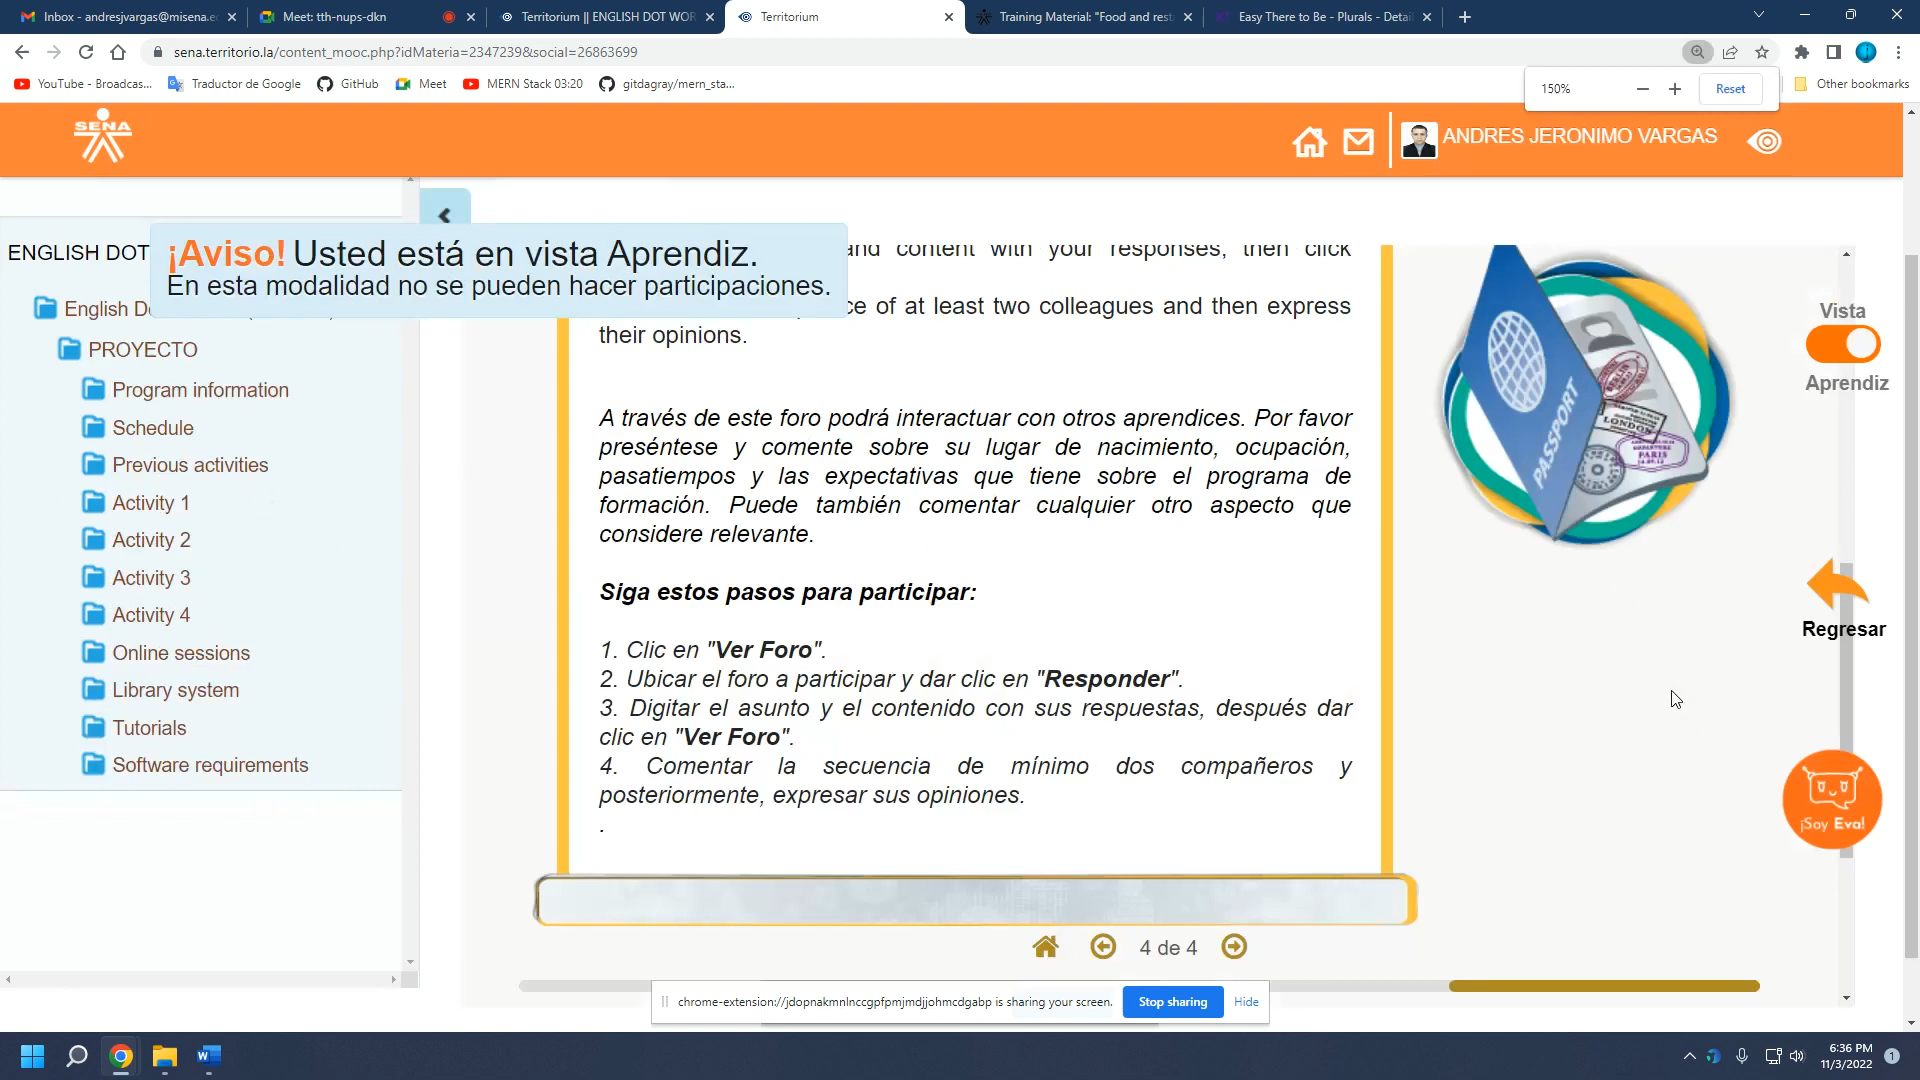 Inbox - andresjvargas@misena.e
Meet: tth-nups-dkn
Territorium || ENGLISH DOT WOR
Territorium
Training Material: "Food and rest
Easy There to Be - Plurals - Detail
sena.territorio.la/content_mooc.php?idMateria=2347239&social=26863699
YouTube - Broadcas...
Traductor de Google
GitHub
Meet
MERN Stack 03:20
gitdagray/mern_sta...
150%
Reset
Other bookmarks
SENA
ANDRES JERONIMO VARGAS
ENGLISH DOT
¡Aviso! Usted está en vista Aprendiz.
En esta modalidad no se pueden hacer participaciones.
English Do
PROYECTO
Program information
Schedule
Previous activities
Activity 1
Activity 2
Activity 3
Activity 4
Online sessions
Library system
Tutorials
Software requirements
and content with your responses, then click
ce of at least two colleagues and then express
their opinions.
A través de este foro podrá interactuar con otros aprendices. Por favor
preséntese y comente sobre su lugar de nacimiento, ocupación,
pasatiempos y las expectativas que tiene sobre el programa de
formación. Puede también comentar cualquier otro aspecto que
considere relevante.
Siga estos pasos para participar:
1. Clic en "Ver Foro".
2. Ubicar el foro a participar y dar clic en "Responder".
3. Digitar el asunto y el contenido con sus respuestas, después dar
clic en "Ver Foro".
4. Comentar la secuencia de mínimo dos compañeros y
posteriormente, expresar sus opiniones.
.
PASSPORT
LONDON
PARIS
Vista
Aprendiz
Regresar
¡Soy Eva!
4 de 4
chrome-extension://jdopnakmnlnccgpfpmjmdjjohmcdgabp is sharing your screen.
Stop sharing
Hide
6:36 PM
11/3/2022
1